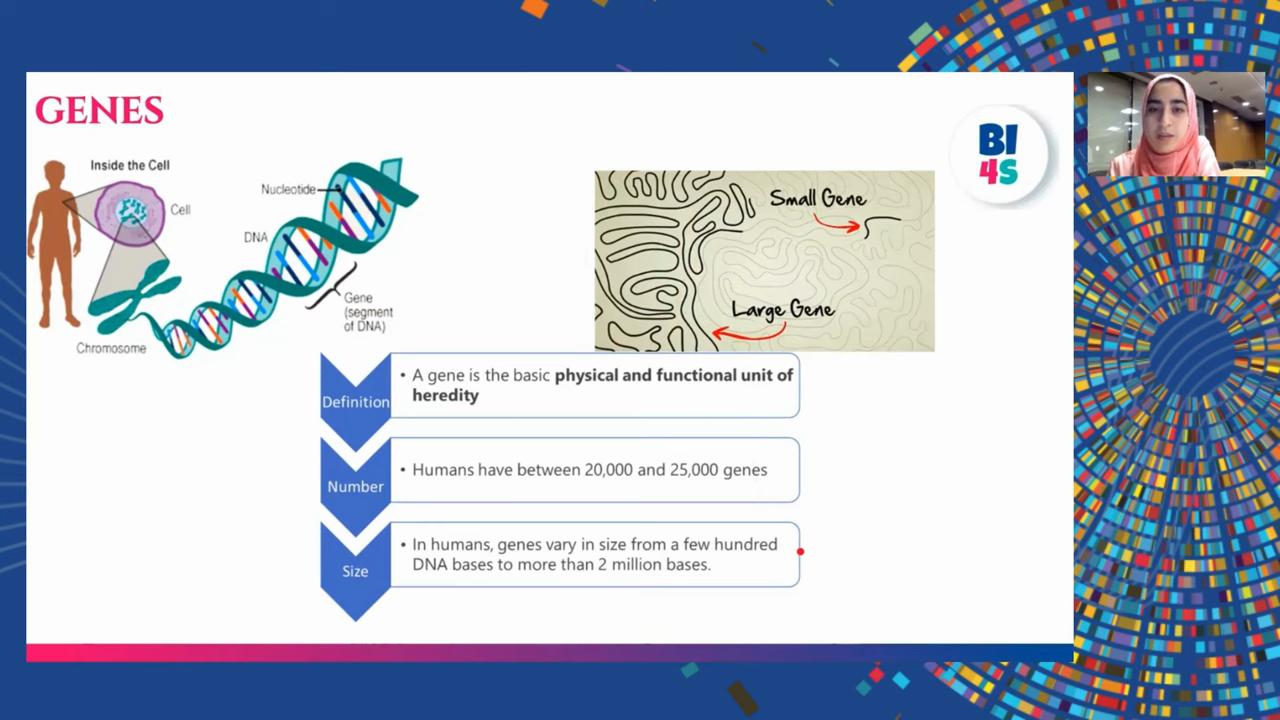 GENES
Inside the Cell
Nucleotide
Cell
DNA
Gene
(segment
of DNA)
Chromosome
Small Gene
Large Gene
BI
4S
Definition
• A gene is the basic physical and functional unit of
heredity
Number
• Humans have between 20,000 and 25,000 genes
Size
• In humans, genes vary in size from a few hundred
DNA bases to more than 2 million bases.